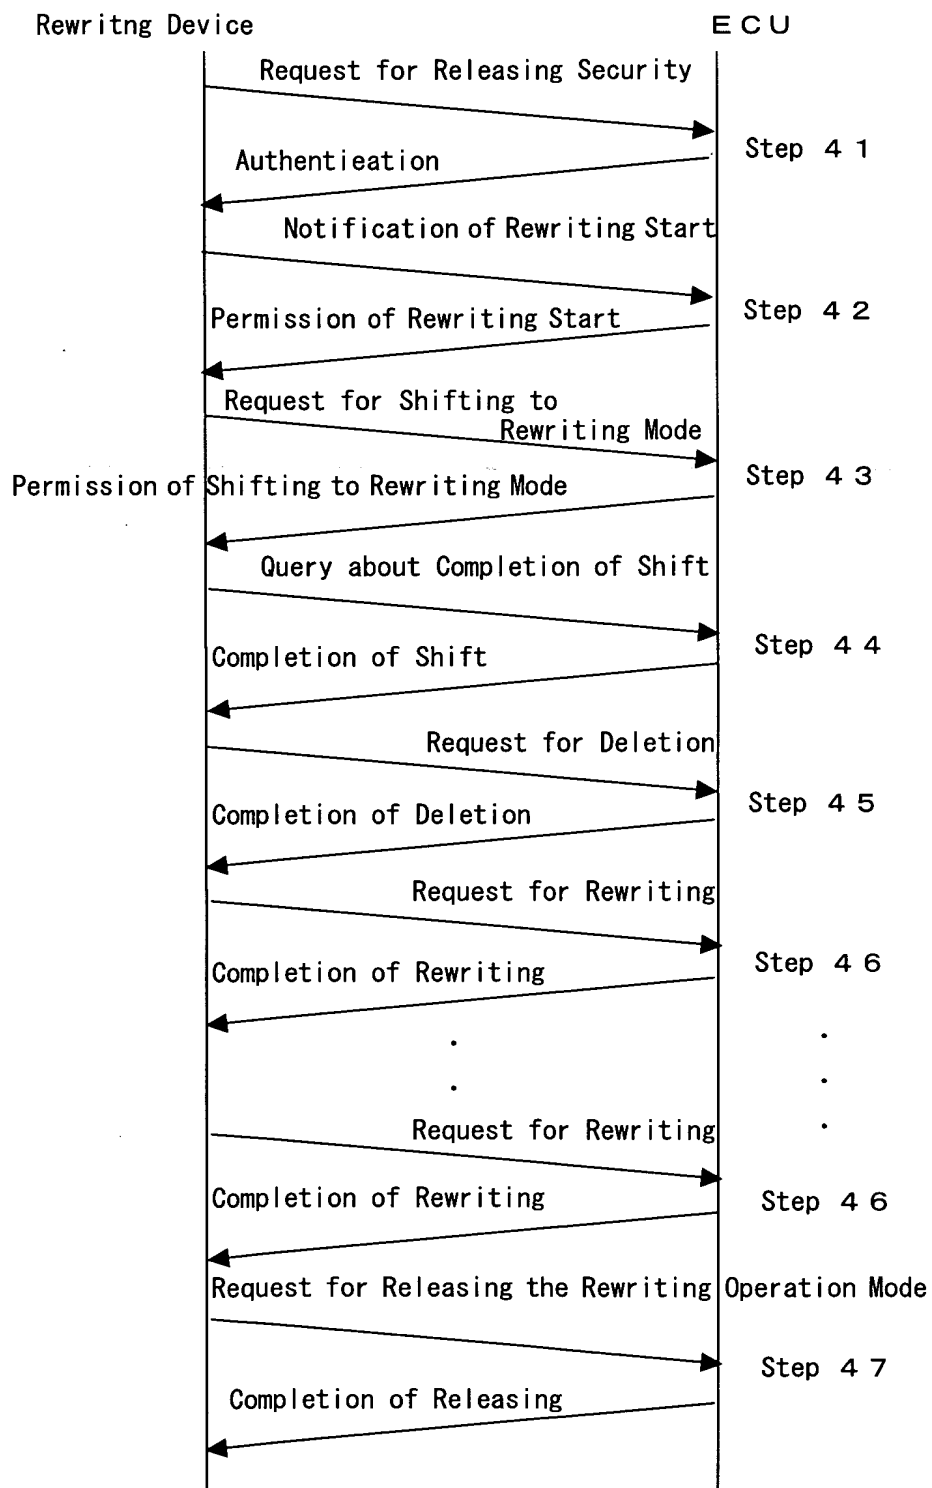 Rewritng Device
ECU
Request for Releasing Security
Step 41
Authentieation
Notification of Rewriting Start
Step 42
Permission of Rewriting Start
Request for Shifting to
Rewriting Mode
Step 43
Permission of Shifting to Rewriting Mode
Query about Completion of Shift
Step 44
Completion of Shift
Request for Deletion
Step 45
Completion of Deletion
Request for Rewriting
Step 46
Completion of Rewriting
Request for Rewriting
Completion of Rewriting
Step 46
Request for Releasing the Rewriting Operation Mode
Step 47
Completion of Releasing